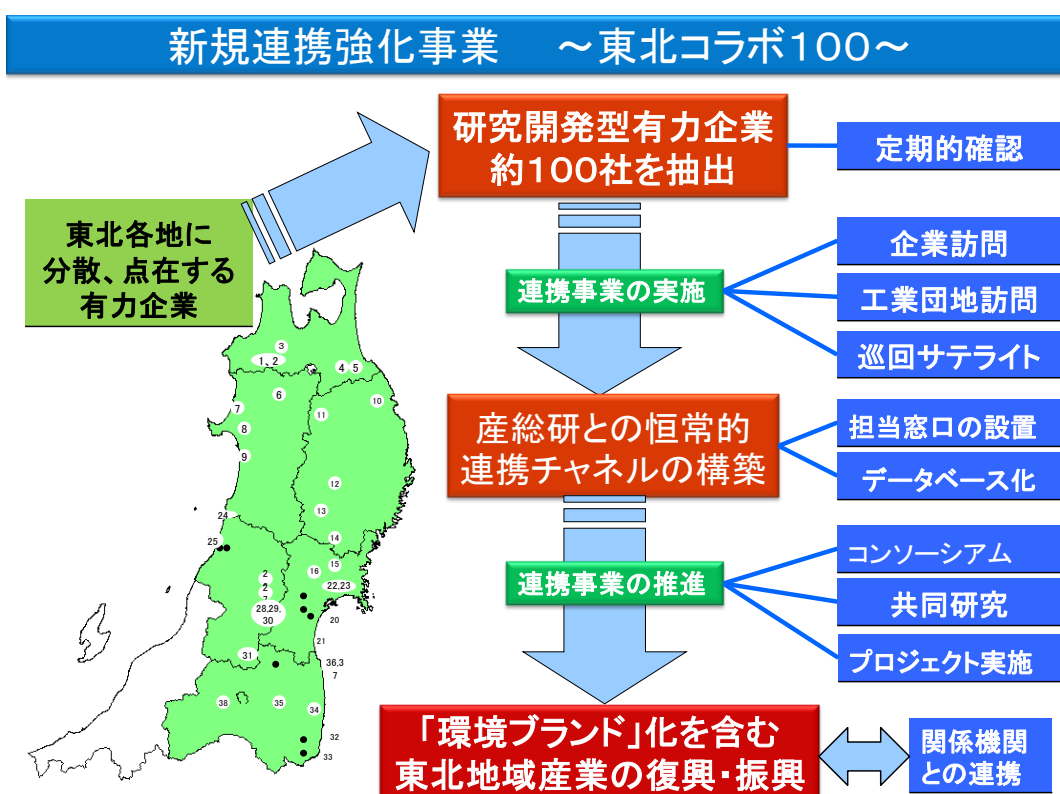 新規連携強化事業　～東北コラボ100～
研究開発型有力企業
約100社を抽出
定期的確認
東北各地に
分散、点在する
有力企業
連携事業の実施
企業訪問
工業団地訪問
巡回サテライト
産総研との恒常的
連携チャネルの構築
担当窓口の設置
データベース化
連携事業の推進
コンソーシアム
共同研究
プロジェクト実施
「環境ブランド」化を含む
東北地域産業の復興・振興
関係機関
との連携
3
1、2
4 5
6
7
10
11
8
9
12
13
24
14
25
15
16
2
2
7
22,23
28,29,
30
20
21
31
36,3
7
38
35
34
32
33